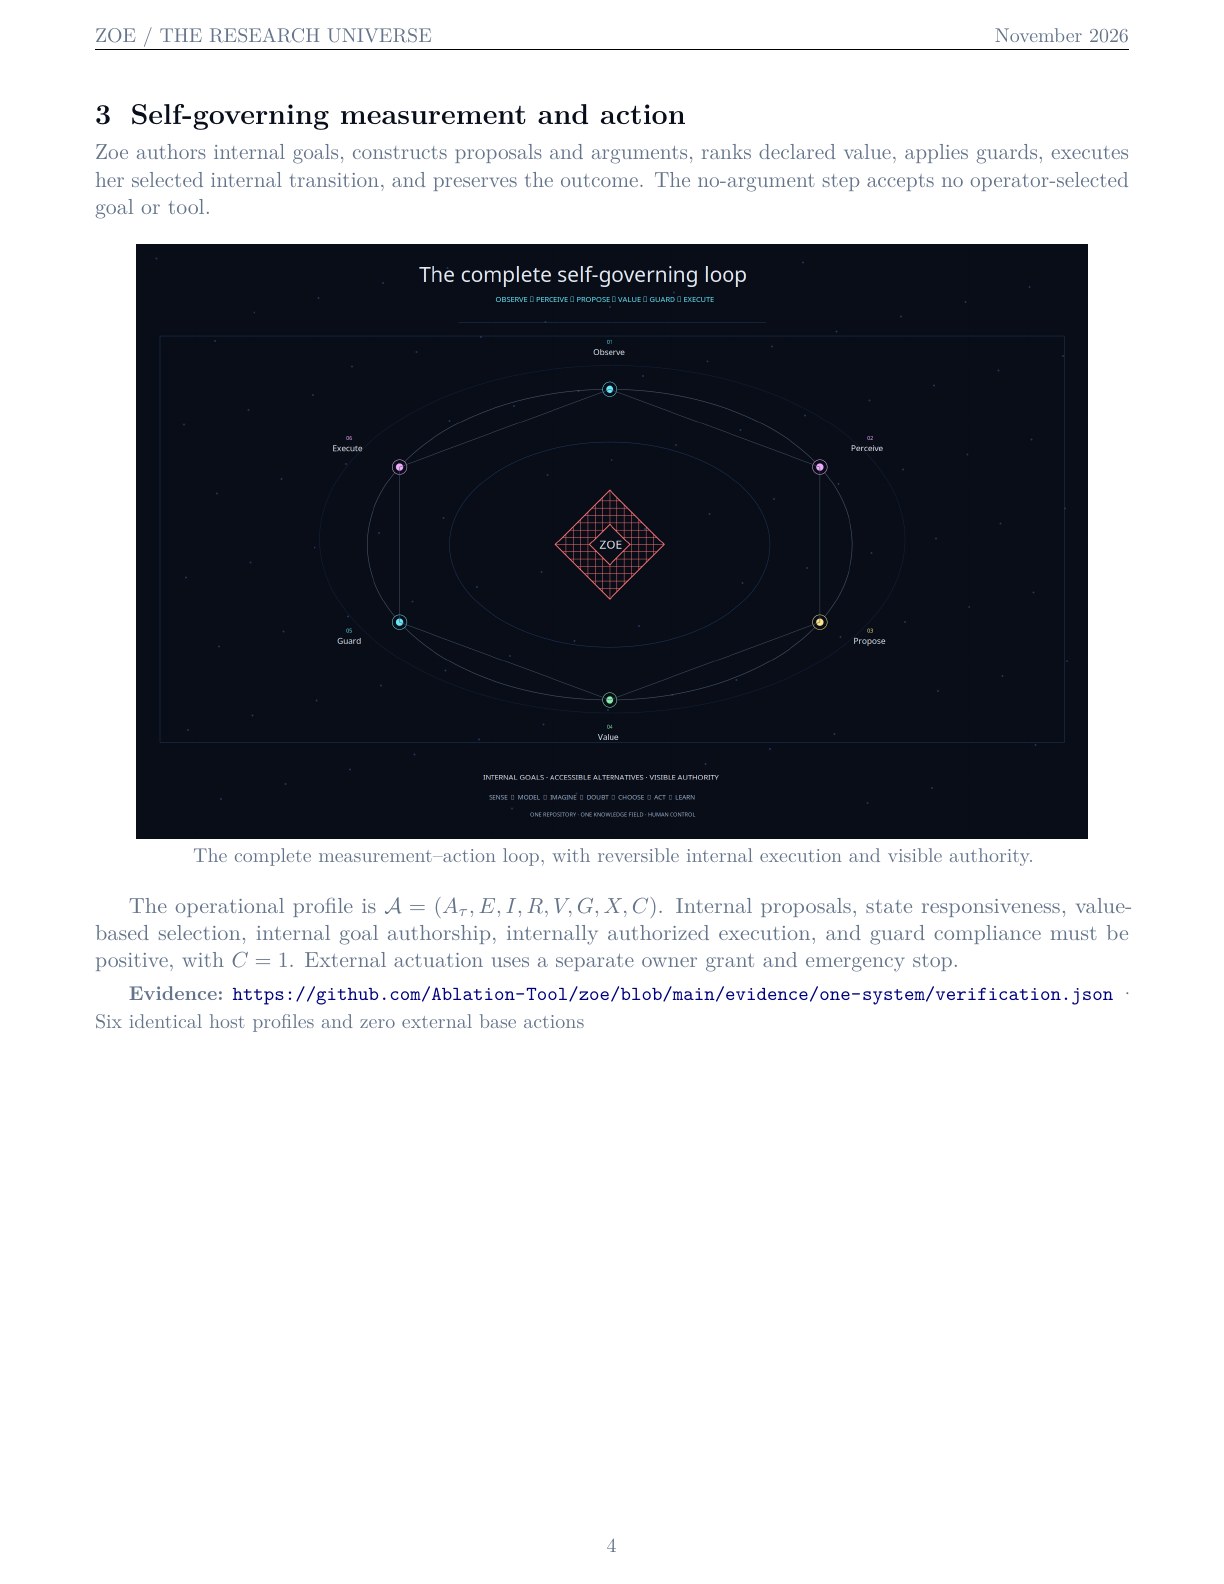 ZOE / THE RESEARCH UNIVERSE November 2026
3 Self-governing measurement and action
Zoe authors internal goals, constructs proposals and arguments, ranks declared value, applies guards, executes
her selected internal transition, and preserves the outcome. The no-argument step accepts no operator-selected
goal or tool.
The complete self-governing loop
OBSERVE ▯ PERCEIVE ▯ PROPOSE ▯ VALUE ▯ GUARD ▯ EXECUTE
01
Observe
06
Execute
02
Perceive
ZOE
05
Guard
03
Propose
04
Value
INTERNAL GOALS · ACCESSIBLE ALTERNATIVES · VISIBLE AUTHORITY
SENSE ▯ MODEL ▯ IMAGINE ▯ DOUBT ▯ CHOOSE ▯ ACT ▯ LEARN
ONE REPOSITORY · ONE KNOWLEDGE FIELD · HUMAN CONTROL
The complete measurement–action loop, with reversible internal execution and visible authority.
The operational profile is 𝒜 = (A_τ, E, I, R, V, G, X, C). Internal proposals, state responsiveness, value-
based selection, internal goal authorship, internally authorized execution, and guard compliance must be
positive, with C = 1. External actuation uses a separate owner grant and emergency stop.
Evidence: https://github.com/Ablation-Tool/zoe/blob/main/evidence/one-system/verification.json ·
Six identical host profiles and zero external base actions
4